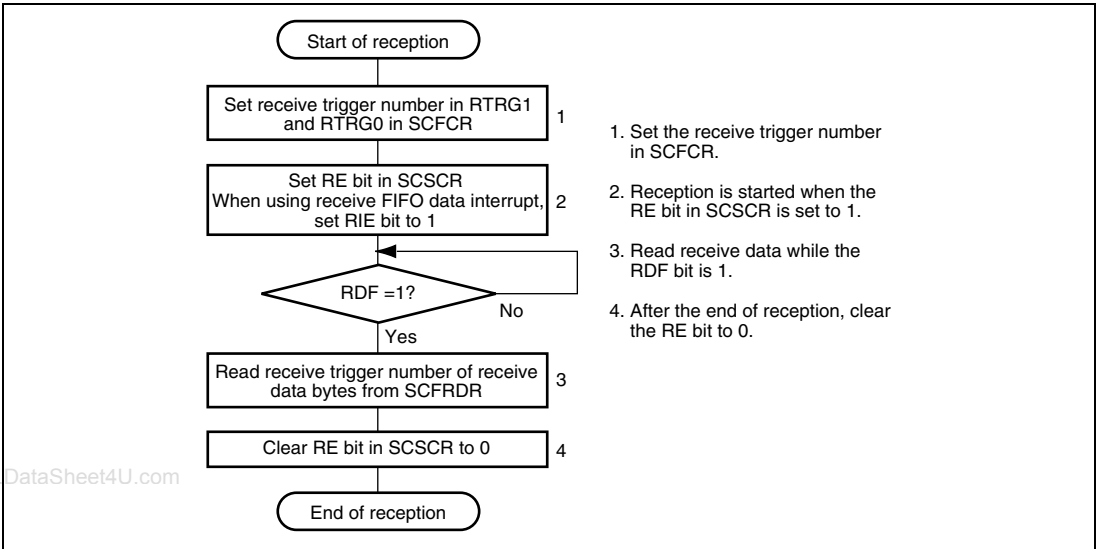 Start of reception
Set receive trigger number in RTRG1
and RTRG0 in SCFCR
1
Set RE bit in SCSCR
When using receive FIFO data interrupt,
set RIE bit to 1
2
RDF =1?
No
Yes
Read receive trigger number of receive
data bytes from SCFRDR
3
Clear RE bit in SCSCR to 0
4
End of reception
1. Set the receive trigger number
in SCFCR.
2. Reception is started when the
RE bit in SCSCR is set to 1.
3. Read receive data while the
RDF bit is 1.
4. After the end of reception, clear
the RE bit to 0.
DataSheet4U.com